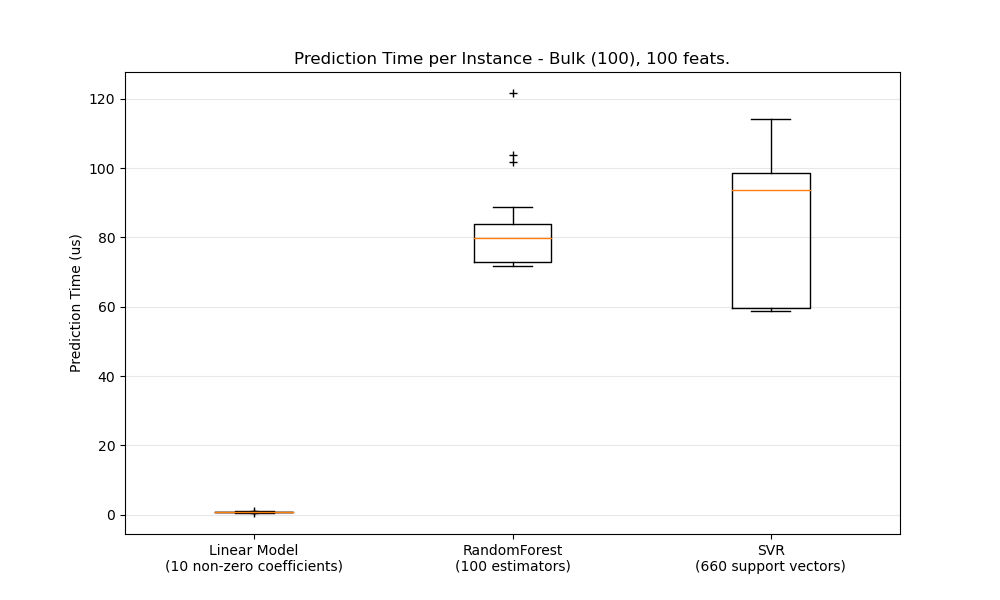 Prediction Time per Instance - Bulk (100), 100 feats.
Prediction Time (us)
120
100
80
60
40
20
0
Linear Model
(10 non-zero coefficients)
RandomForest
(100 estimators)
SVR
(660 support vectors)